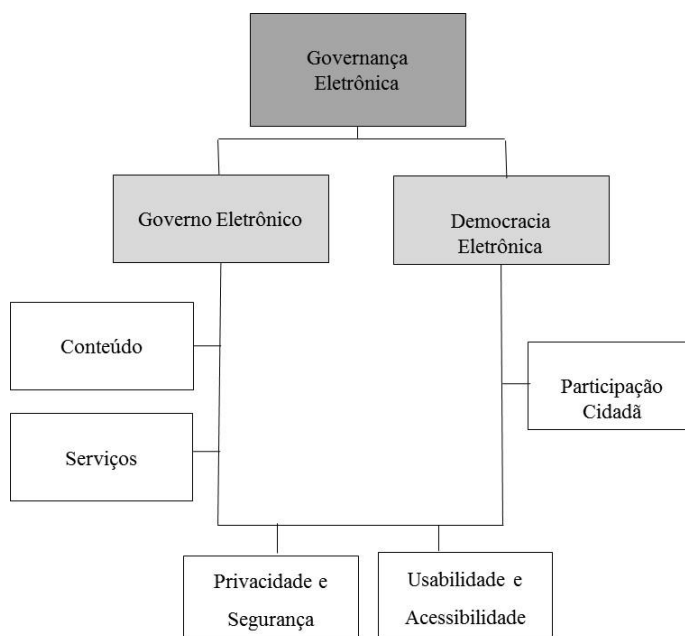 Governança
Eletrônica
Governo Eletrônico
Democracia
Eletrônica
Conteúdo
Participação
Cidadã
Serviços
Privacidade e
Segurança
Usabilidade e
Acessibilidade